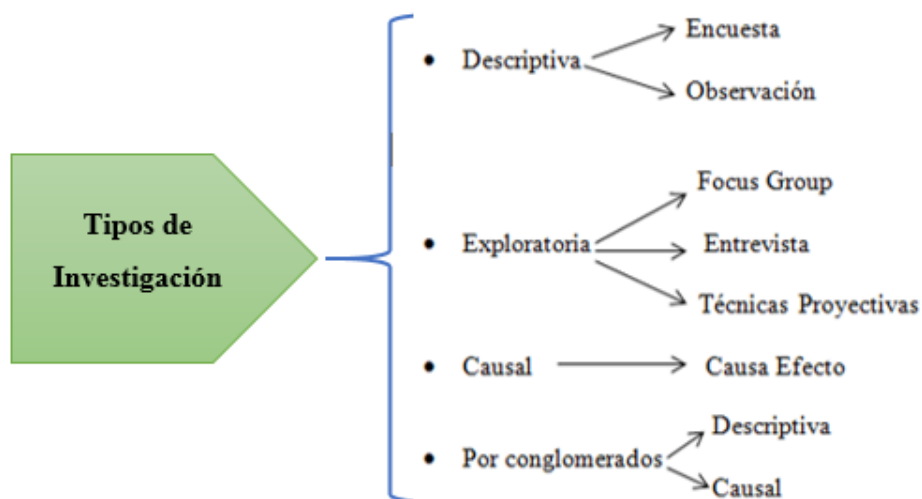 Tipos de
Investigación
• Descriptiva
Encuesta
Observación
• Exploratoria
Focus Group
Entrevista
Técnicas Proyectivas
• Causal
Causa Efecto
• Por conglomerados
Descriptiva
Causal